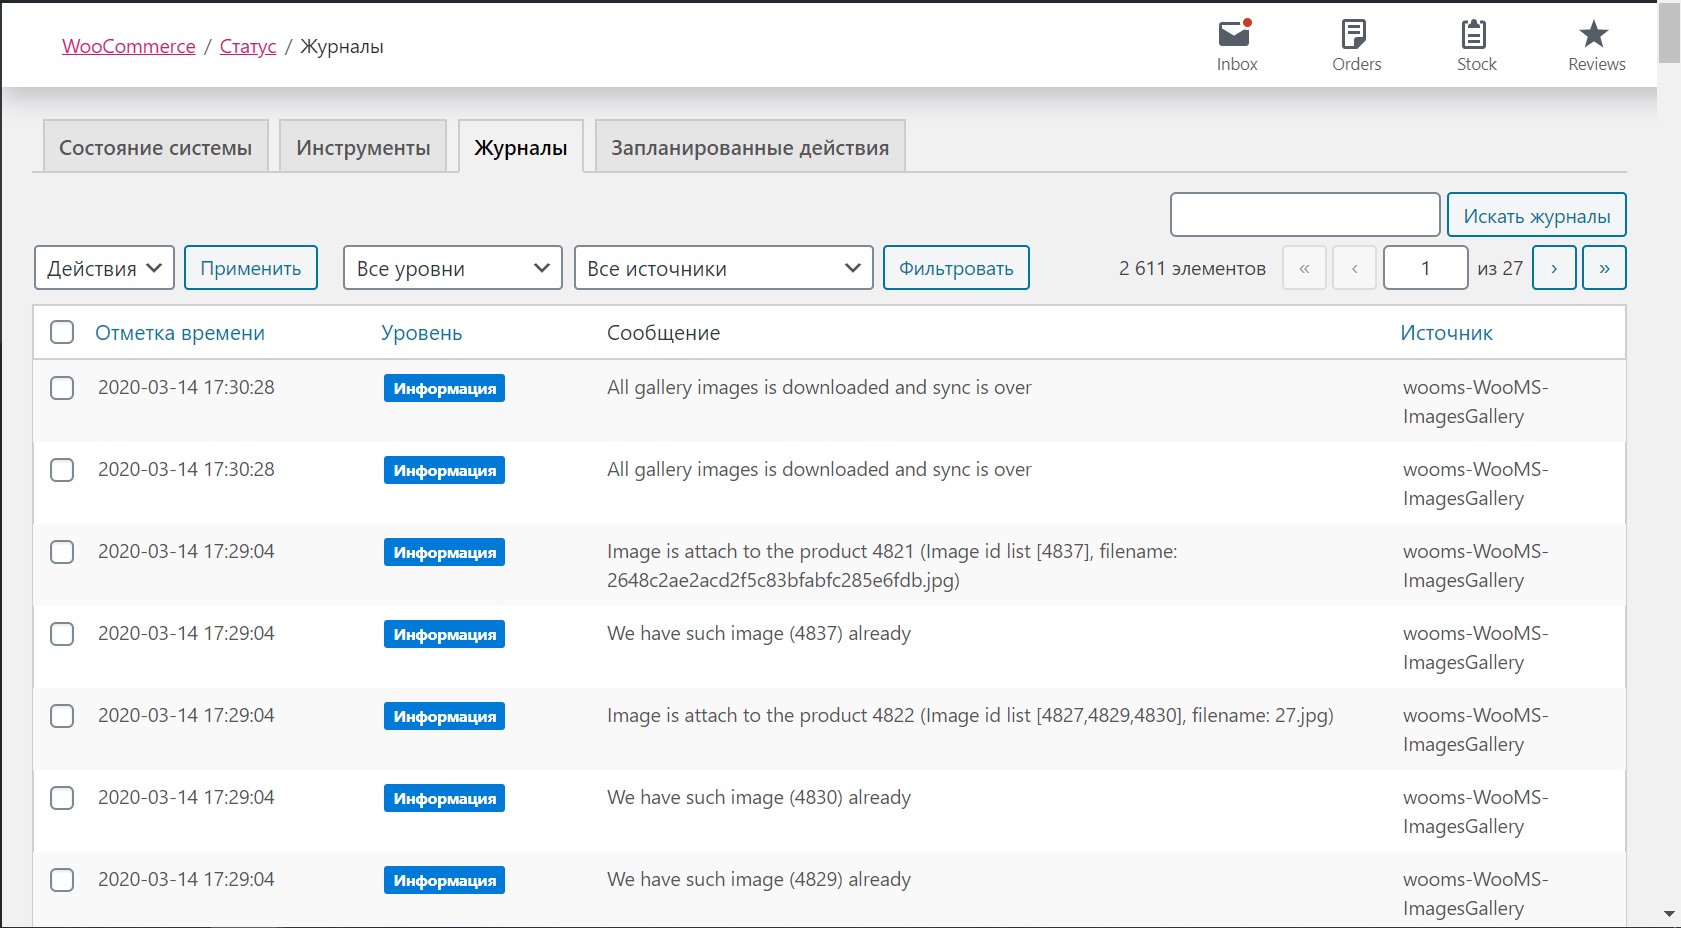 WooCommerce / Статус / Журналы
Inbox
Orders
Stock
Reviews
Состояние системы
Инструменты
Журналы
Запланированные действия
Искать журналы
Действия
Применить
Все уровни
Все источники
Фильтровать
2 611 элементов
«
‹
1
из 27
›
»
Отметка времени
Уровень
Сообщение
Источник
2020-03-14 17:30:28
Информация
All gallery images is downloaded and sync is over
wooms-WooMS-
ImagesGallery
2020-03-14 17:30:28
Информация
All gallery images is downloaded and sync is over
wooms-WooMS-
ImagesGallery
2020-03-14 17:29:04
Информация
Image is attach to the product 4821 (Image id list [4837], filename:
2648c2ae2acd2f5c83bfabfc285e6fdb.jpg)
wooms-WooMS-
ImagesGallery
2020-03-14 17:29:04
Информация
We have such image (4837) already
wooms-WooMS-
ImagesGallery
2020-03-14 17:29:04
Информация
Image is attach to the product 4822 (Image id list [4827,4829,4830], filename: 27.jpg)
wooms-WooMS-
ImagesGallery
2020-03-14 17:29:04
Информация
We have such image (4830) already
wooms-WooMS-
ImagesGallery
2020-03-14 17:29:04
Информация
We have such image (4829) already
wooms-WooMS-
ImagesGallery